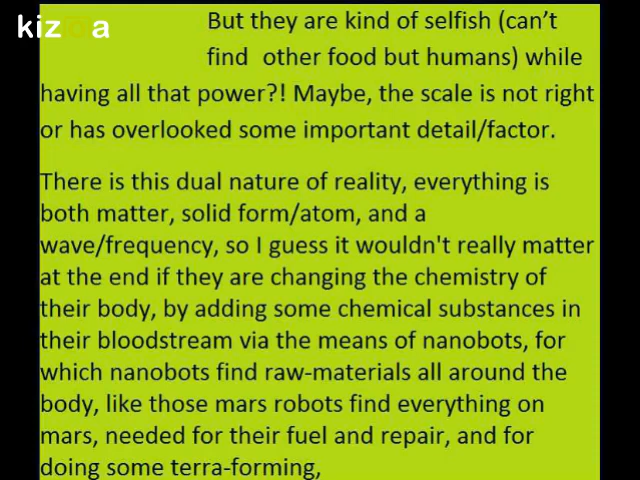 kizoa
But they are kind of selfish (can't
find other food but humans) while
having all that power?! Maybe, the scale is not right
or has overlooked some important detail/factor.
There is this dual nature of reality, everything is
both matter, solid form/atom, and a
wave/frequency, so I guess it wouldn't really matter
at the end if they are changing the chemistry of
their body, by adding some chemical substances in
their bloodstream via the means of nanobots, for
which nanobots find raw-materials all around the
body, like those mars robots find everything on
mars, needed for their fuel and repair, and for
doing some terra-forming,